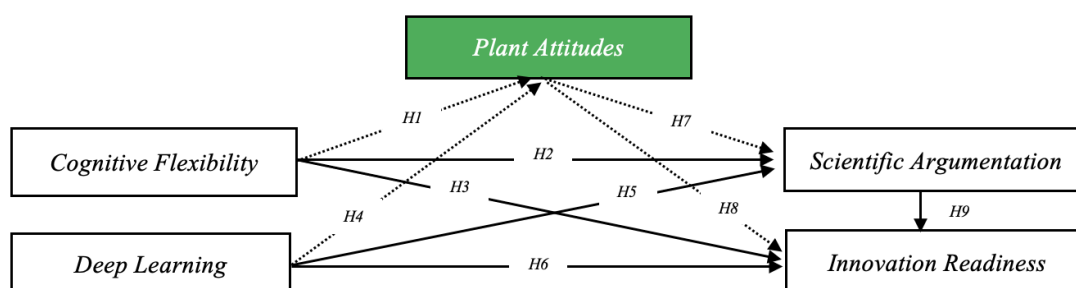 Plant Attitudes
H1
H7
Cognitive Flexibility
H2
Scientific Argumentation
H3
H5
H4
H8
H9
Deep Learning
H6
Innovation Readiness